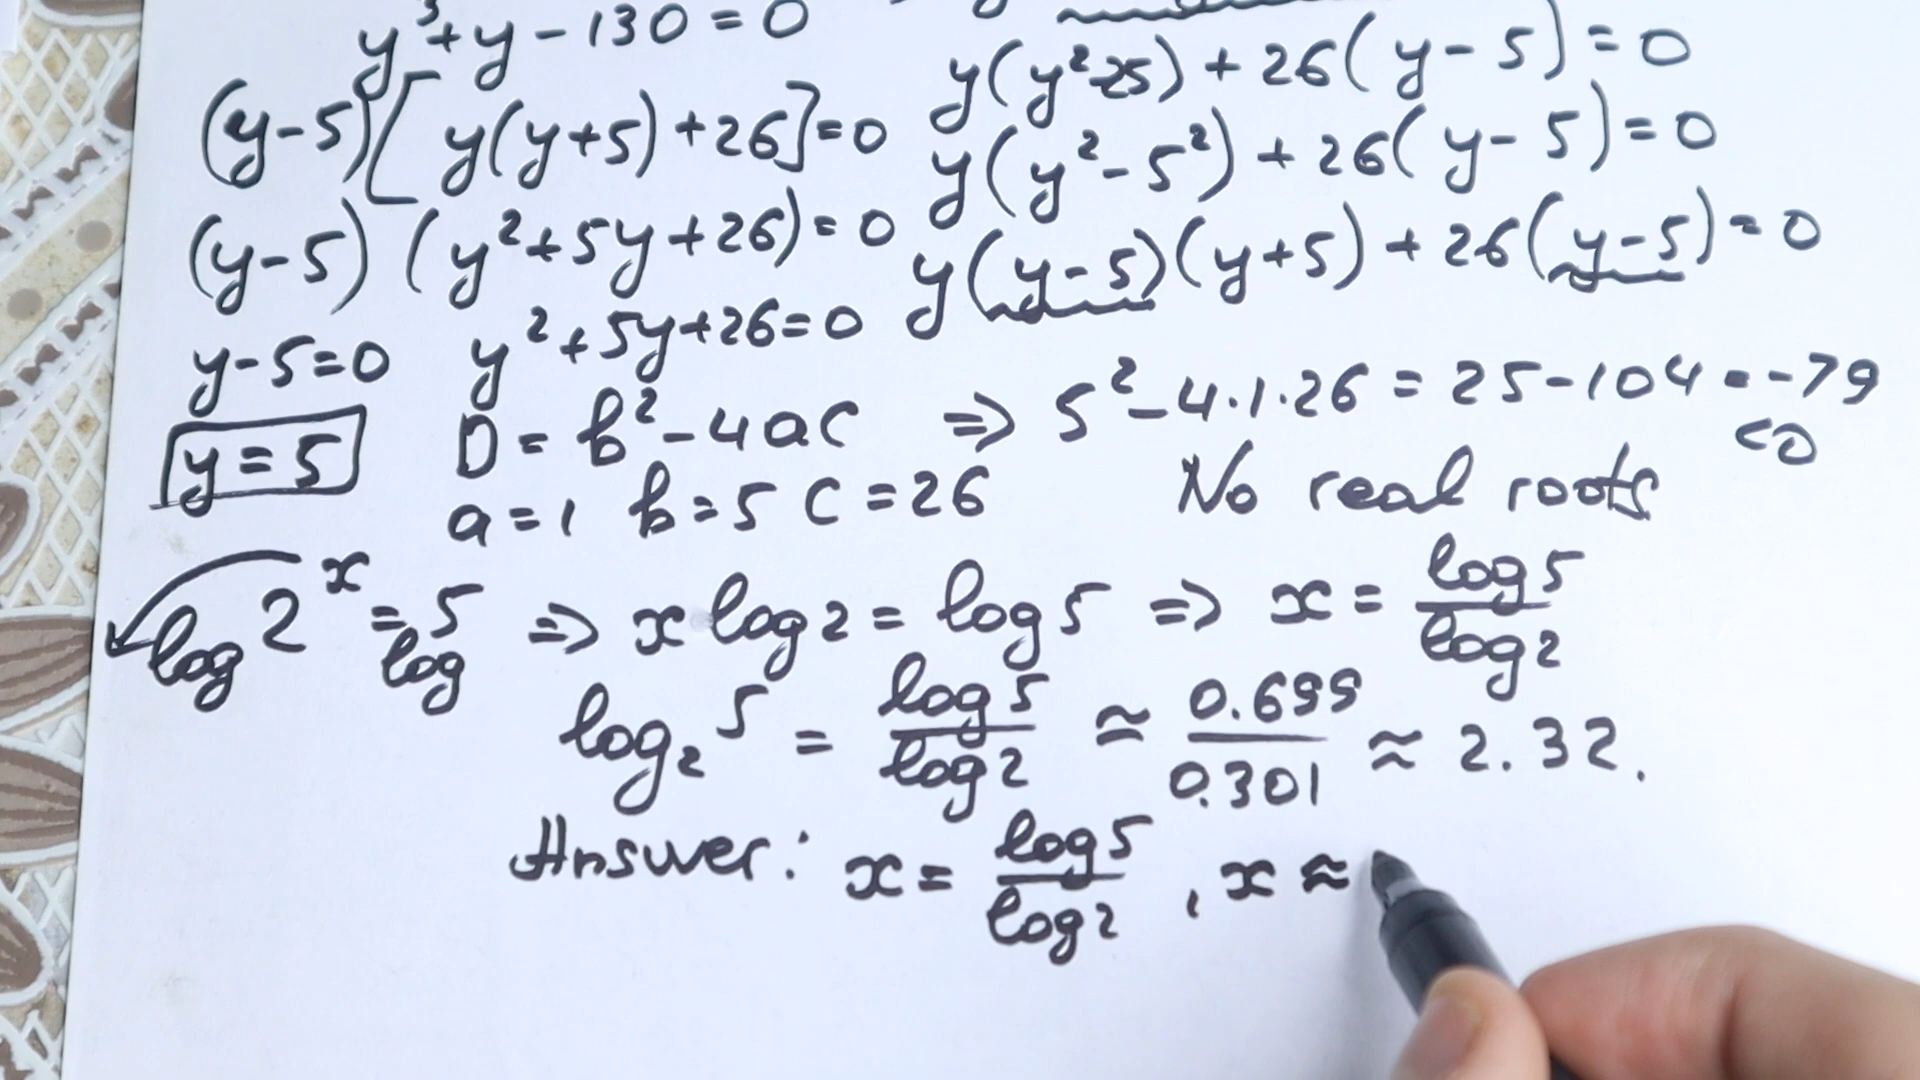 y³+y-130=0
y(y²-25)+26(y-5)=0
(y-5)[y(y+5)+26]=0
y(y²-5²)+26(y-5)=0
(y-5)(y²+5y+26)=0
y(y-5)(y+5)+26(y-5)=0
y-5=0 y²+5y+26=0
y=5 D=b²-4ac ⇒ 5²-4·1·26=25-104=-79
<0
a=1 b=5 c=26 No real roots
log 2ˣ = log 5 ⇒ x log 2 = log 5 ⇒ x = log5/log2
log₂ 5 = log5/log2 ≈ 0.699/0.301 ≈ 2.32.
Answer: x = log5/log2 , x ≈